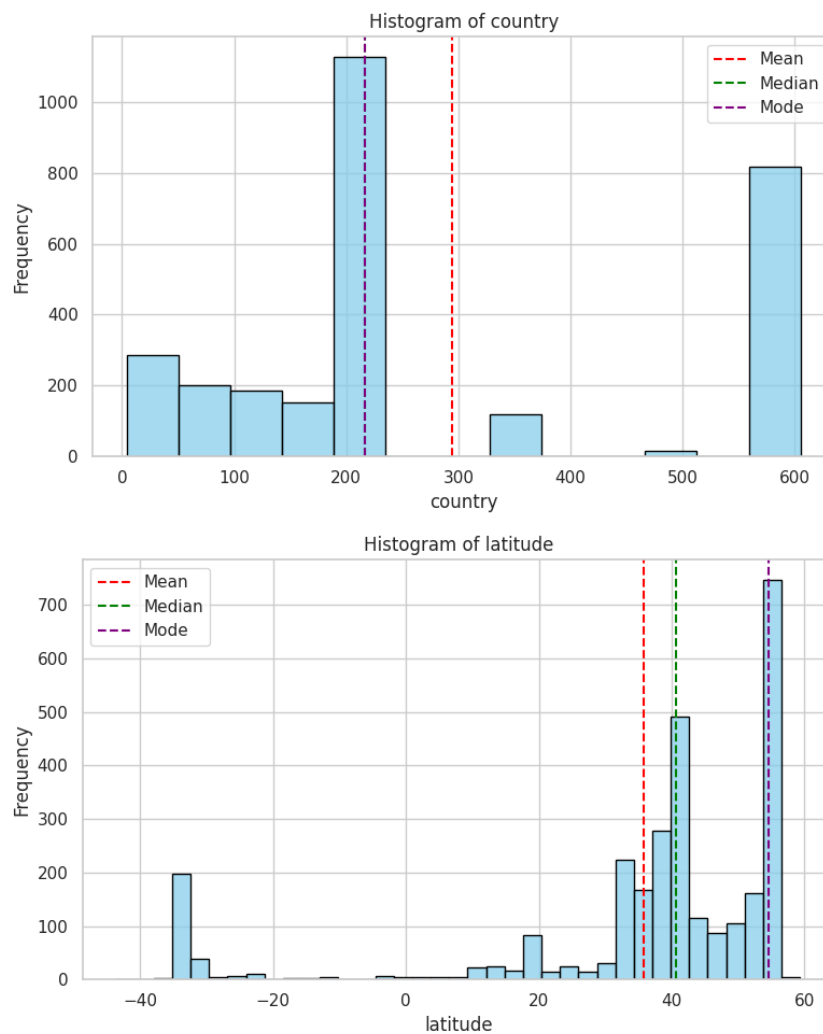 Histogram of country
Mean
Median
Mode
1000
800
600
400
200
0
Frequency
0 100 200 300 400 500 600
country
Histogram of latitude
Mean
Median
Mode
700
600
500
400
300
200
100
0
Frequency
−40 −20 0 20 40 60
latitude